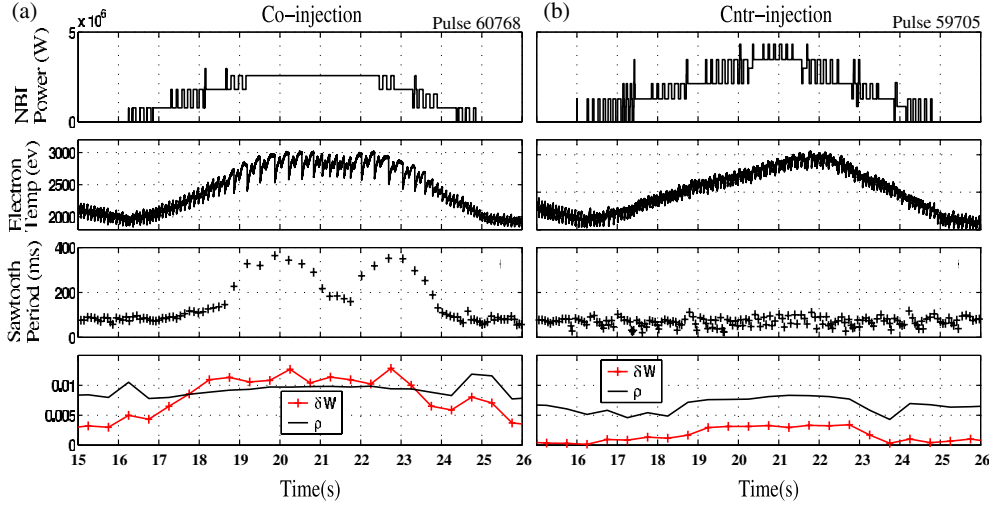 (a) Co-injection Pulse 60768
5 x 10^6
NBI
Power (W)
0
3000
2500
2000
Electron
Temp (ev)
400
200
0
Sawtooth
Period (ms)
0.01
0.005
0
δW
ρ
15 16 17 18 19 20 21 22 23 24 25 26
Time(s)
(b) Cntr-injection Pulse 59705
δW
ρ
16 17 18 19 20 21 22 23 24 25 26
Time(s)